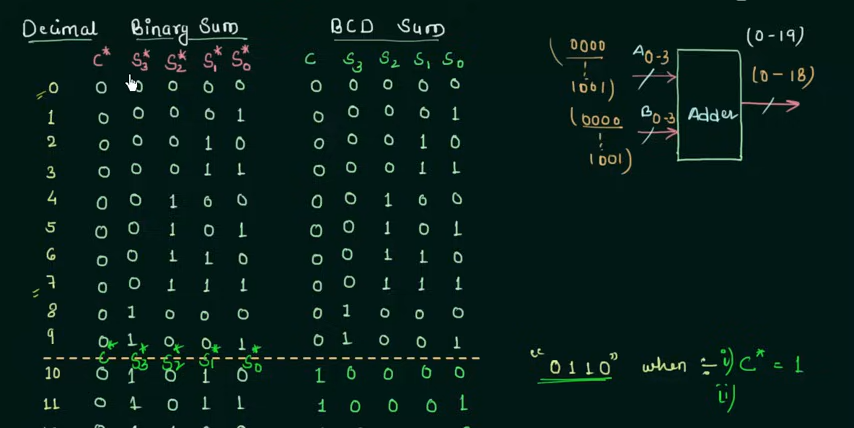 Decimal Binary Sum BCD Sum
C* S3* S2* S1* S0* C S3 S2 S1 S0
0 0 0 0 0 0 0 0 0 0 0
1 0 0 0 0 1 0 0 0 0 1
2 0 0 0 1 0 0 0 0 1 0
3 0 0 0 1 1 0 0 0 1 1
4 0 0 1 0 0 0 0 1 0 0
5 0 0 1 0 1 0 0 1 0 1
6 0 0 1 1 0 0 0 1 1 0
7 0 0 1 1 1 0 0 1 1 1
8 0 1 0 0 0 0 1 0 0 0
9 0 1 0 0 1 0 1 0 0 1
C* S3* S2* S1* S0*
10 0 1 0 1 0 1 0 0 0 0
11 0 1 0 1 1 1 0 0 0 1
(0000
1001)
A0-3
(0000
1001)
B0-3
Adder
(0-19)
(0-18)
"0110" when :- i) C* = 1
ii)